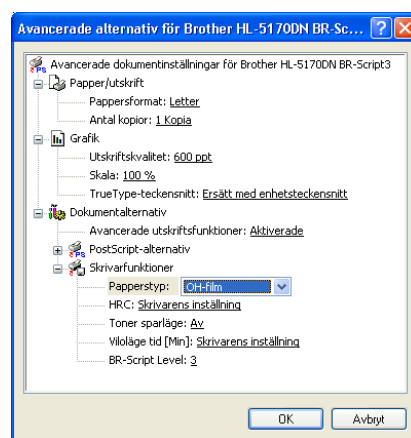 Avancerade alternativ för Brother HL-5170DN BR-Sc...
Avancerade dokumentinställningar för Brother HL-5170DN BR-Script3
Papper/utskrift
Pappersformat: Letter
Antal kopior: 1 Kopia
Grafik
Utskriftskvalitet: 600 ppt
Skala: 100 %
TrueType-teckensnitt: Ersätt med enhetsteckensnitt
Dokumentalternativ
Avancerade utskriftsfunktioner: Aktiverade
PostScript-alternativ
Skrivarfunktioner
Papperstyp: OH-film
HRC: Skrivarens inställning
Toner sparläge: Av
Viloläge tid [Min]: Skrivarens inställning
BR-Script Level: 3
OK Avbryt